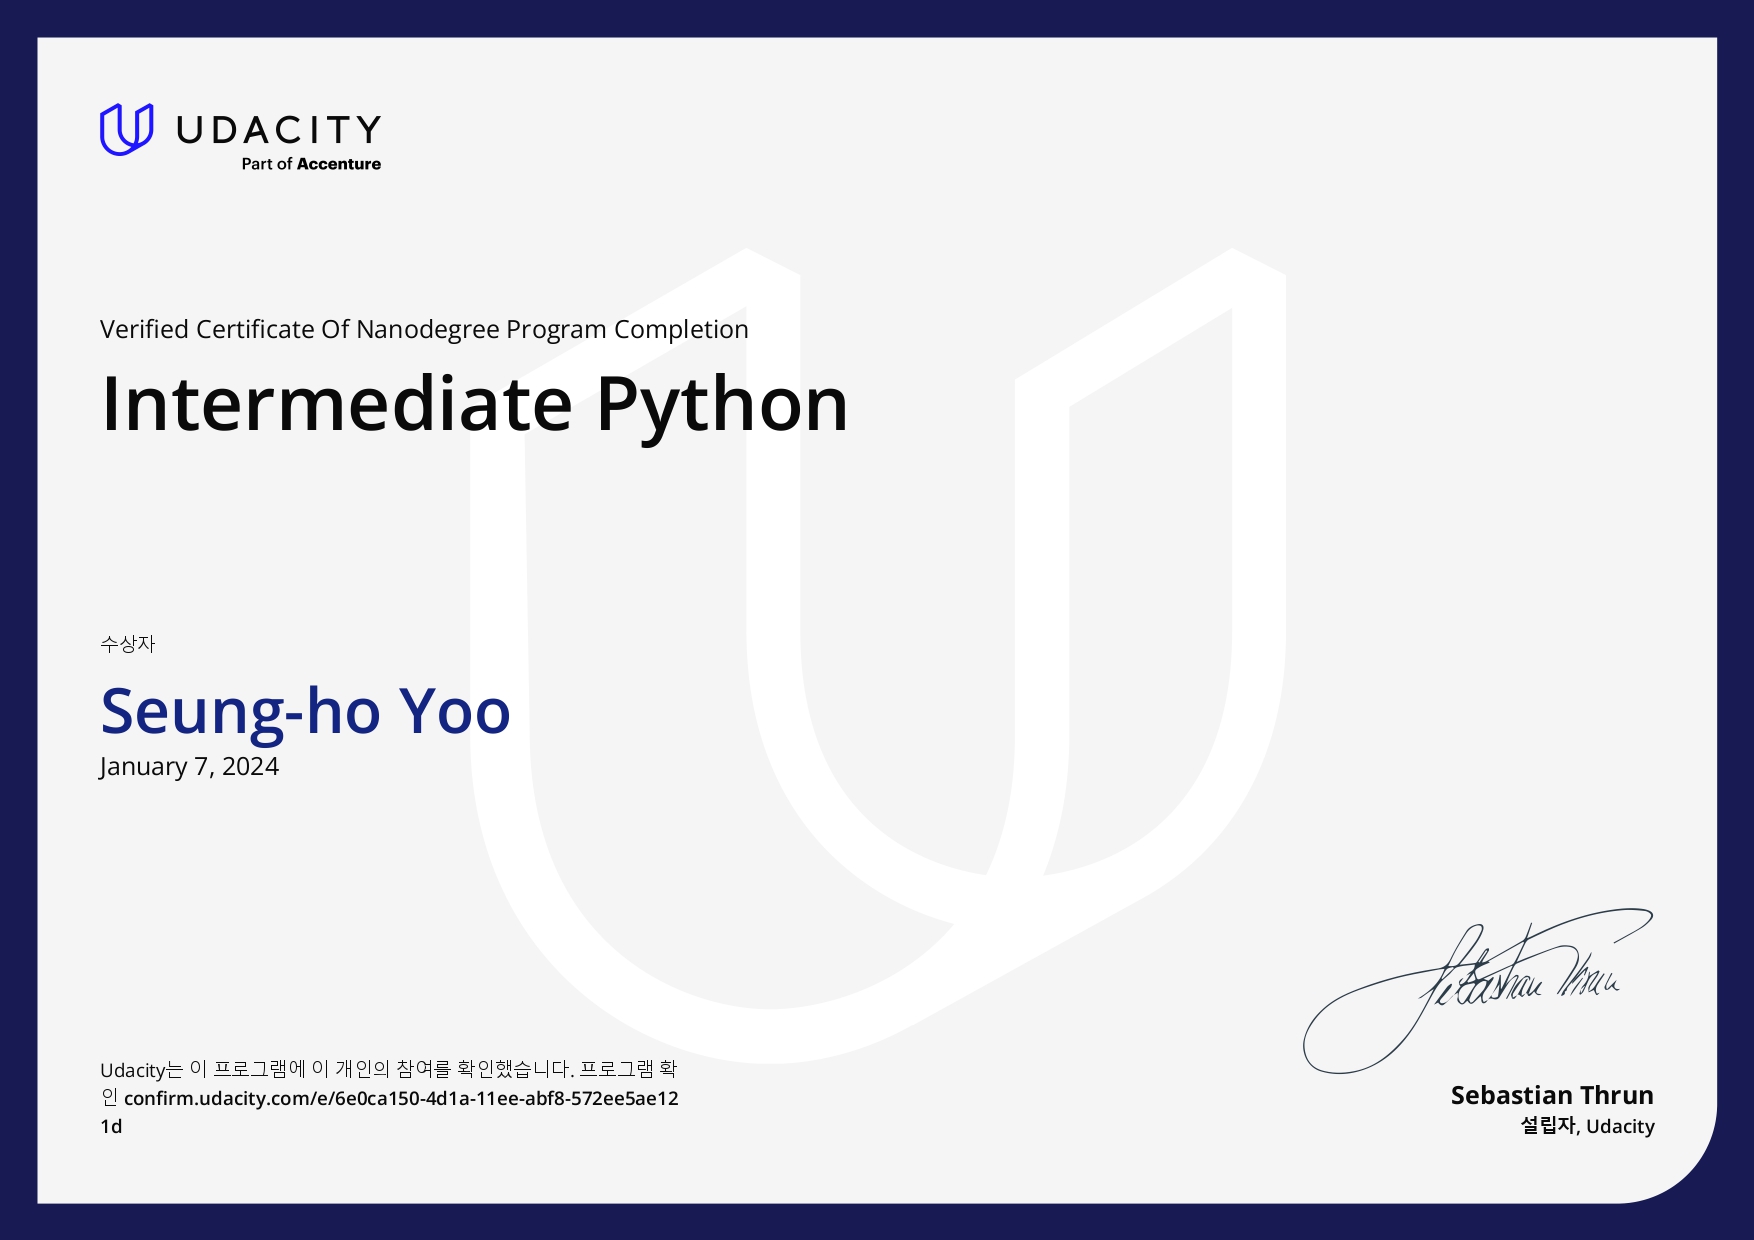 UDACITY
Part of Accenture
Verified Certificate Of Nanodegree Program Completion
Intermediate Python
수상자
Seung-ho Yoo
January 7, 2024
Udacity는 이 프로그램에 이 개인의 참여를 확인했습니다. 프로그램 확
인 confirm.udacity.com/e/6e0ca150-4d1a-11ee-abf8-572ee5ae12
1d
Sebastian Thrun
Sebastian Thrun
설립자, Udacity